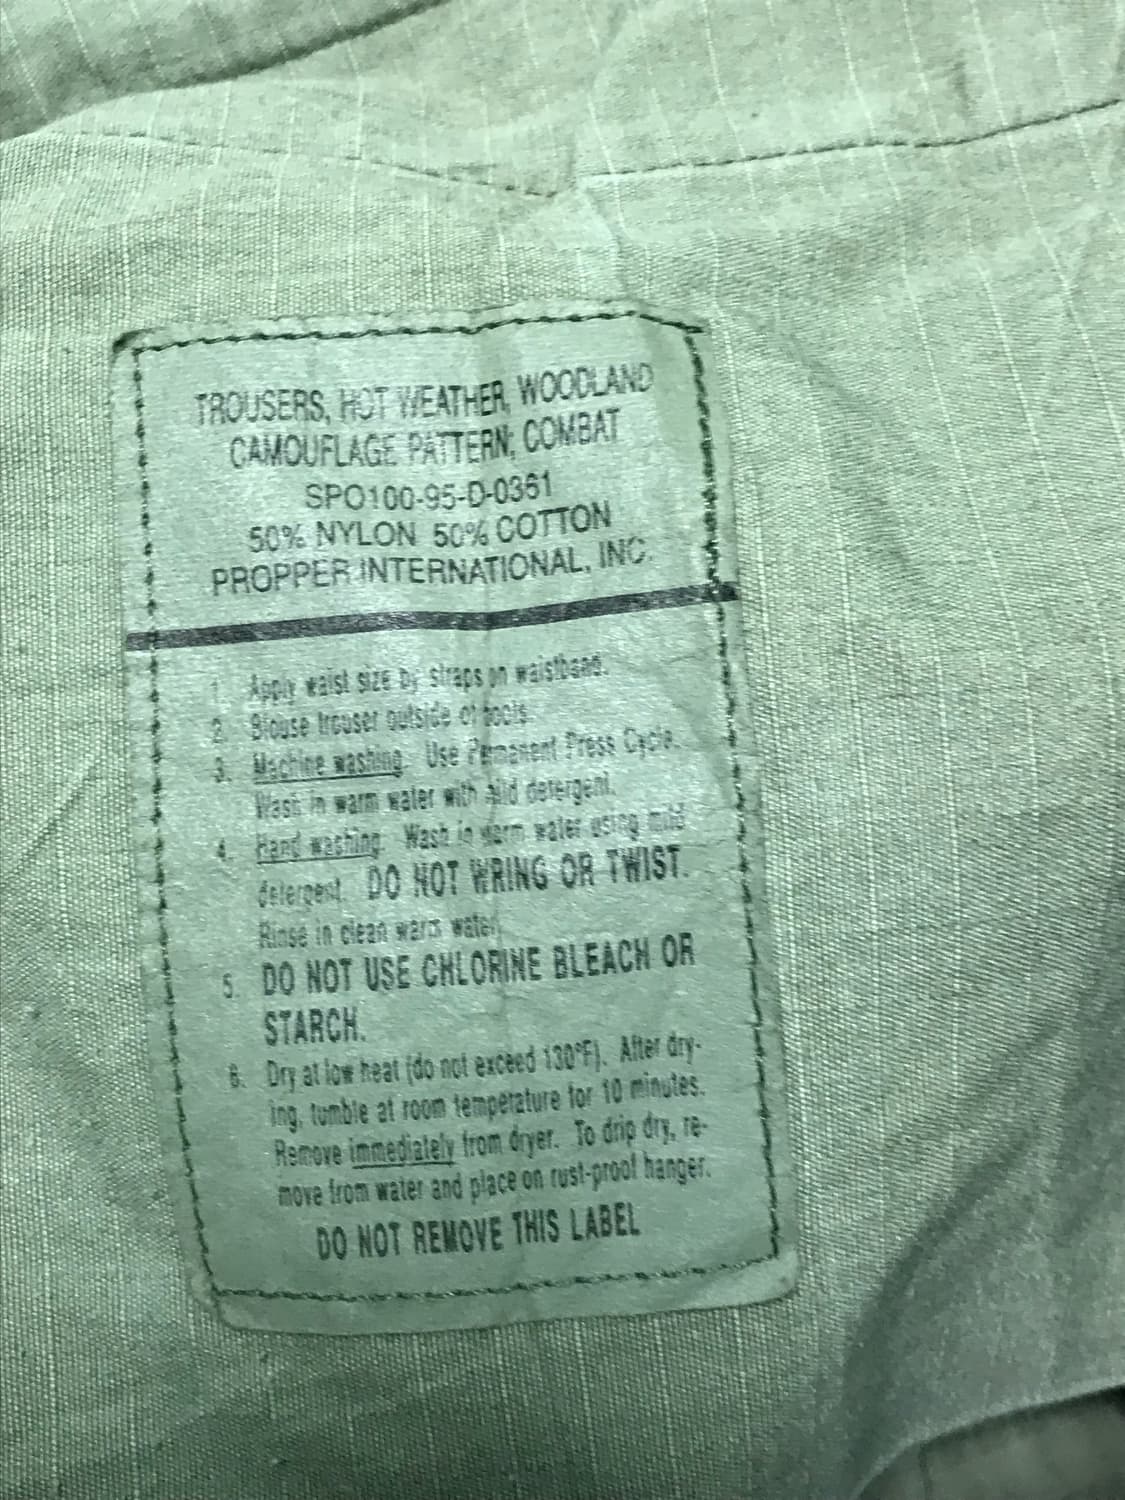 TROUSERS, HOT WEATHER, WOODLAND
CAMOUFLAGE PATTERN; COMBAT
SPO100-95-D-0361
50% NYLON 50% COTTON
PROPPER INTERNATIONAL, INC.
1. Apply waist size by straps on waistband.
2. Blouse trouser outside of boots.
3. Machine washing. Use Permanent Press Cycle.
Wash in warm water with mild detergent.
4. Hand washing. Wash in warm water using mild
detergent. DO NOT WRING OR TWIST.
Rinse in clean warm water.
5. DO NOT USE CHLORINE BLEACH OR
STARCH.
6. Dry at low heat (do not exceed 130°F). After dry-
ing, tumble at room temperature for 10 minutes.
Remove immediately from dryer. To drip dry, re-
move from water and place on rust-proof hanger.
DO NOT REMOVE THIS LABEL